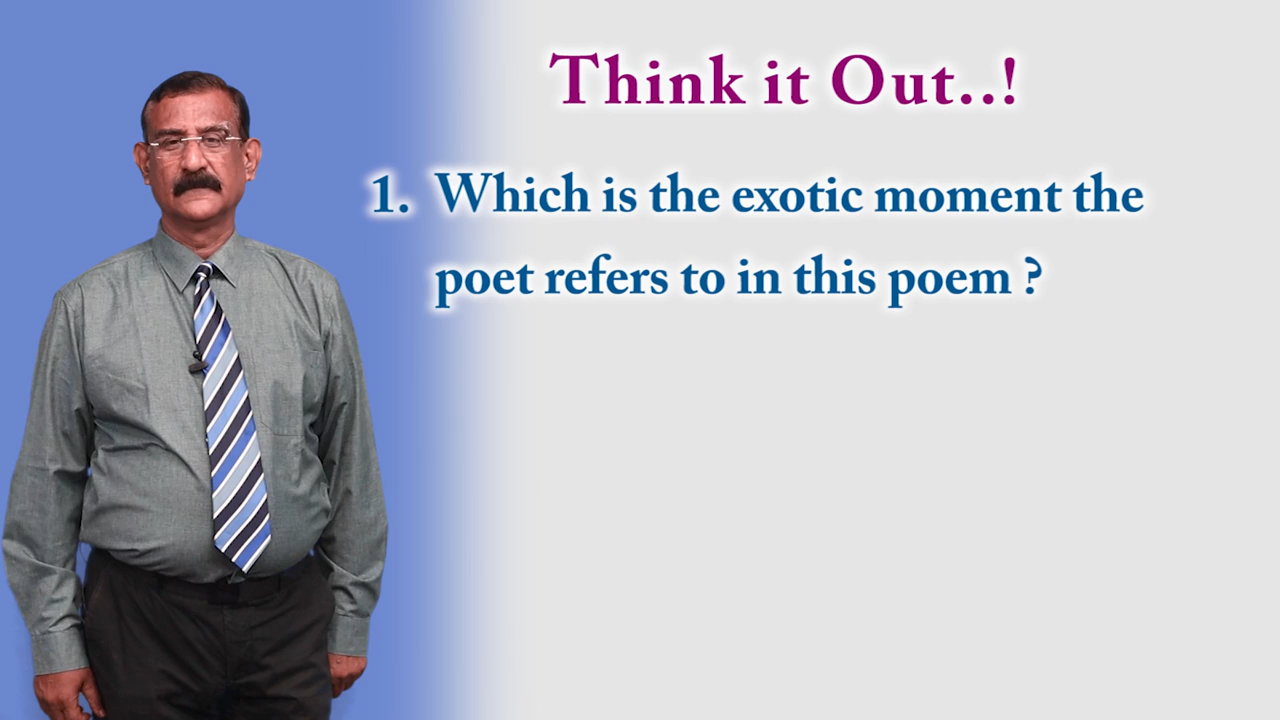 Think it Out..!
1. Which is the exotic moment the
poet refers to in this poem ?